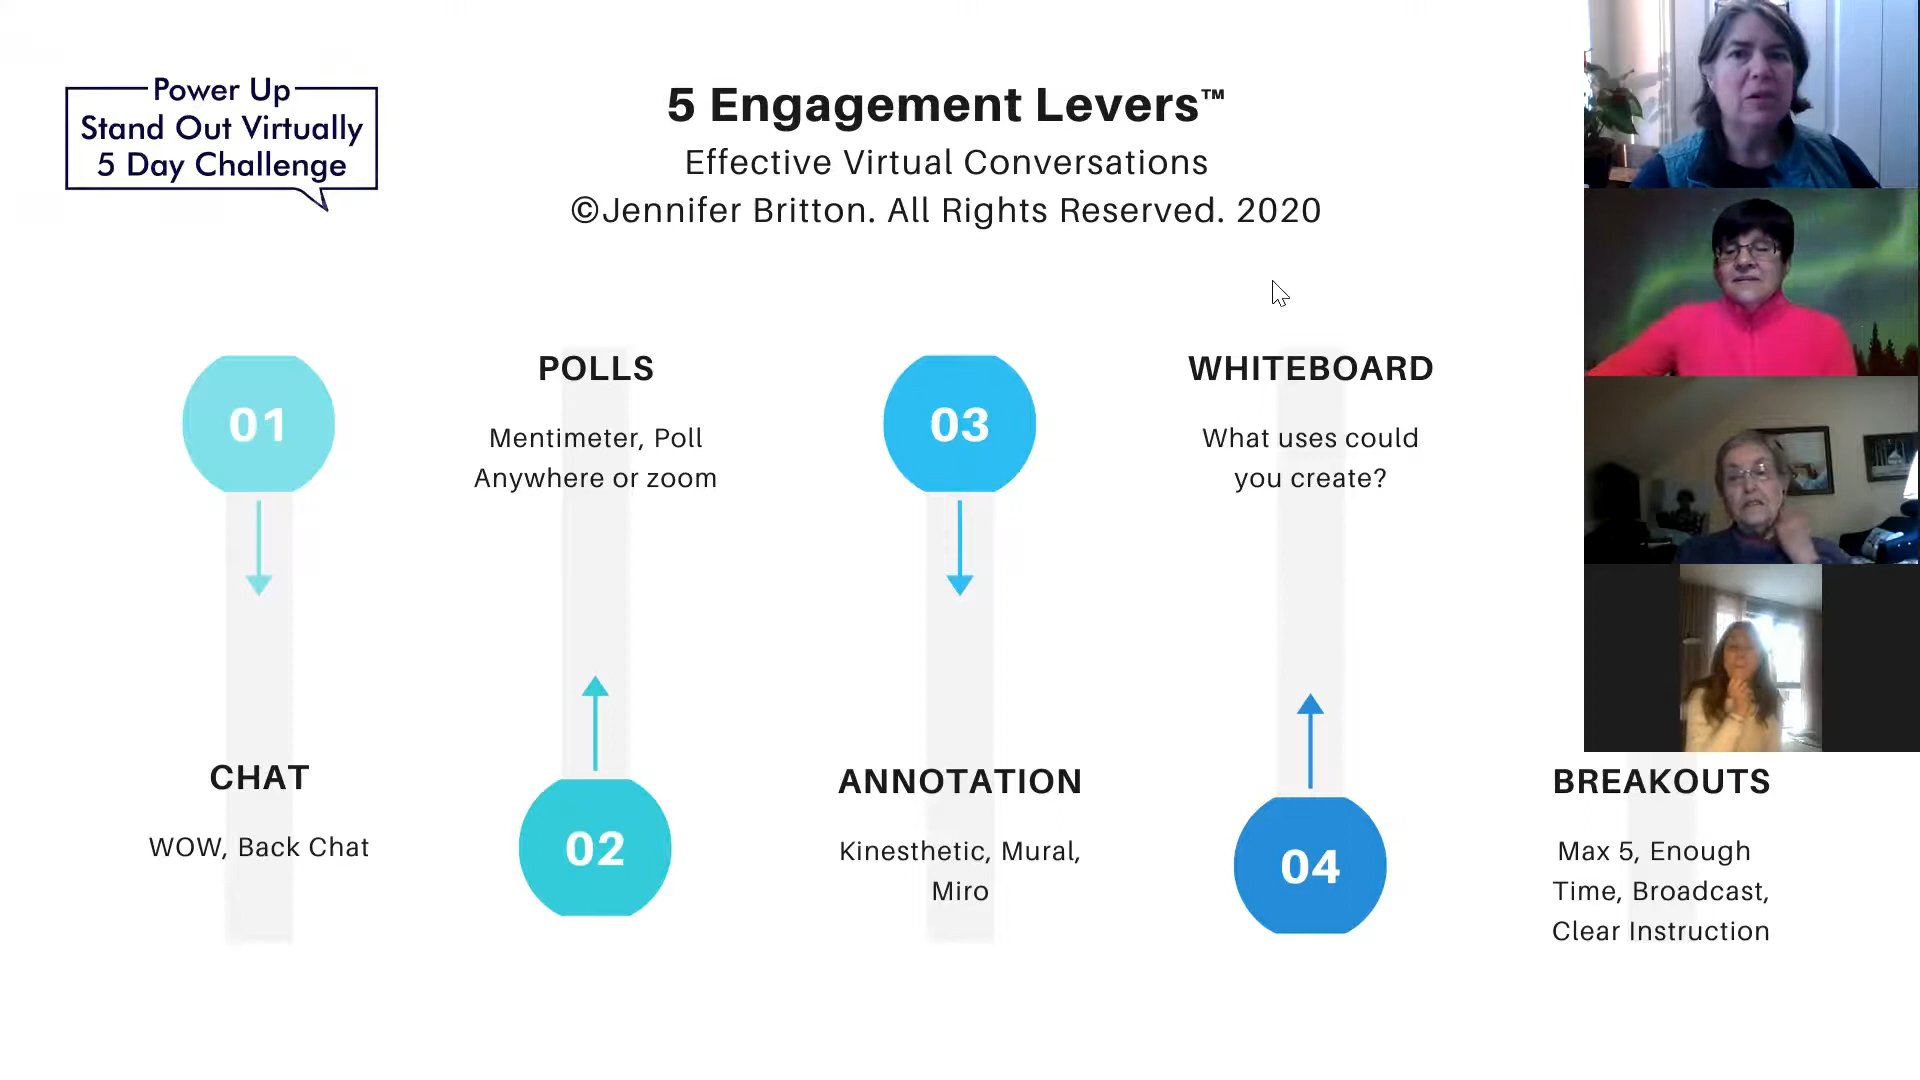 Power Up
Stand Out Virtually
5 Day Challenge
5 Engagement Levers™
Effective Virtual Conversations
©Jennifer Britton. All Rights Reserved. 2020
01
CHAT
WOW, Back Chat
POLLS
Mentimeter, Poll
Anywhere or zoom
02
03
ANNOTATION
Kinesthetic, Mural,
Miro
WHITEBOARD
What uses could
you create?
04
BREAKOUTS
Max 5, Enough
Time, Broadcast,
Clear Instruction